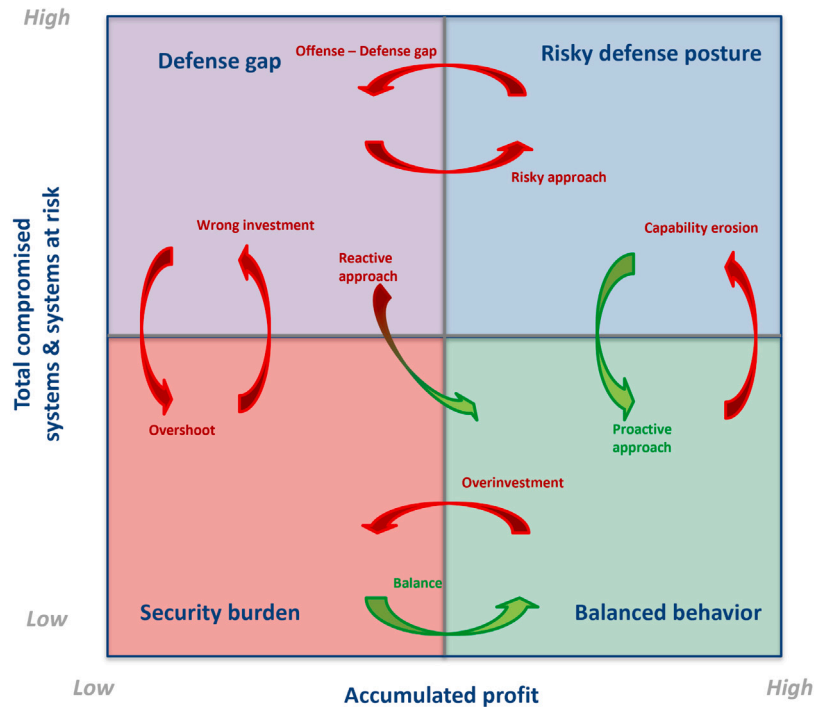 High
Defense gap
Offense – Defense gap
Risky defense posture
Risky approach
Total compromised
systems & systems at risk
Wrong investment
Reactive
approach
Capability erosion
Overshoot
Proactive
approach
Overinvestment
Balance
Security burden
Balanced behavior
Low
Low
Accumulated profit
High